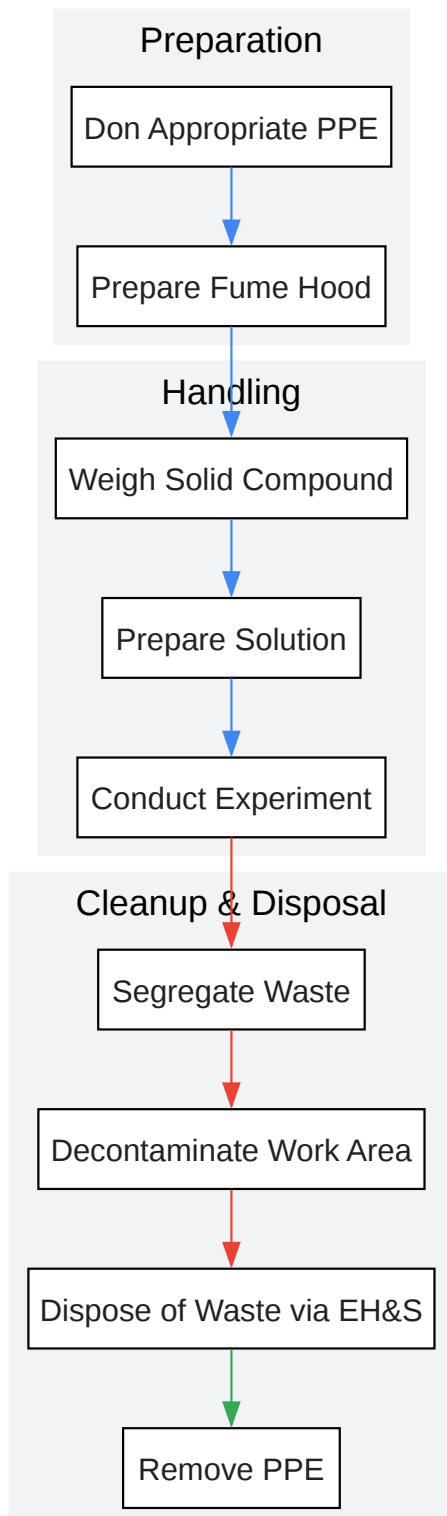 Preparation
Don Appropriate PPE
Prepare Fume Hood
Handling
Weigh Solid Compound
Prepare Solution
Conduct Experiment
Cleanup & Disposal
Segregate Waste
Decontaminate Work Area
Dispose of Waste via EH&S
Remove PPE